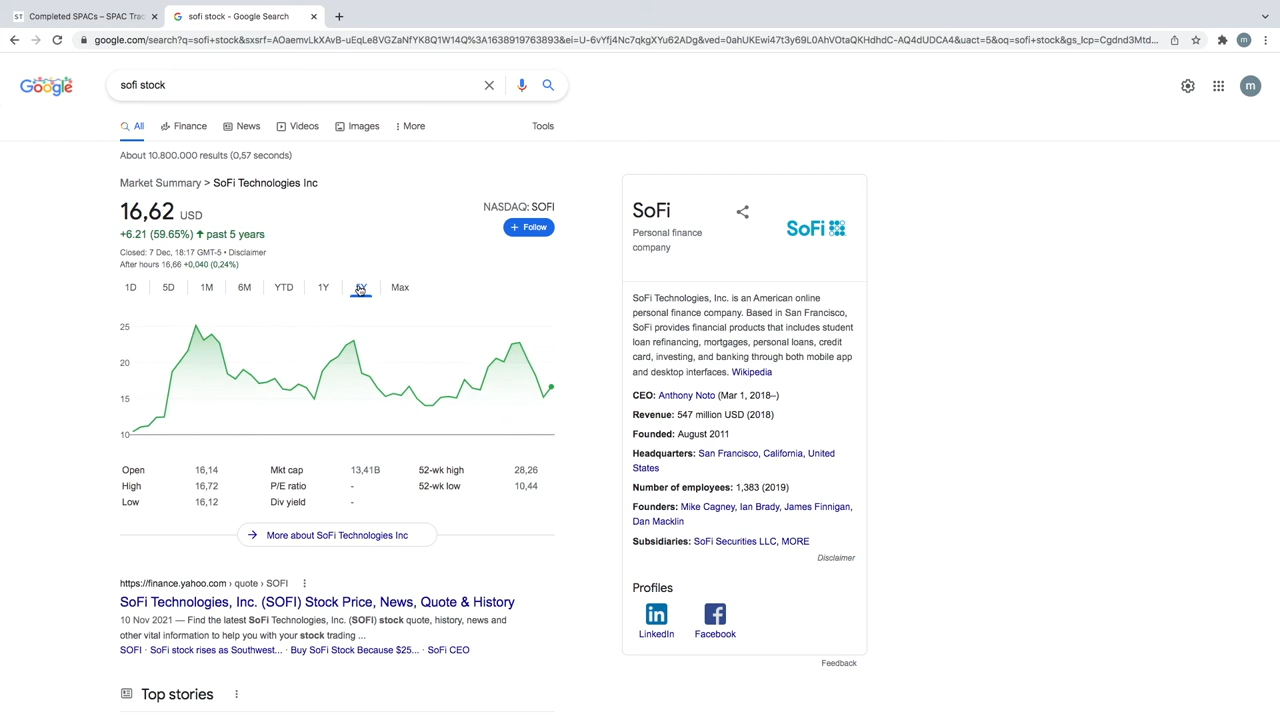 ST Completed SPACs – SPAC Trac
sofi stock - Google Search
google.com/search?q=sofi+stock&sxsrf=AOaemvLkXAvB-uEqLe8VGZaNfYK8Q1W14Q%3A1638919763893&ei=U-6vYfj4Nc7qkgXYu62ADg&ved=0ahUKEwi47t3y69L0AhVOtaQKHdhdC-AQ4dUDCA4&uact=5&oq=sofi+stock&gs_lcp=Cgdnd3Mtd...
m
Google
sofi stock
m
All
Finance
News
Videos
Images
More
Tools
About 10.800.000 results (0,57 seconds)
Market Summary > SoFi Technologies Inc
16,62 USD
NASDAQ: SOFI
+6.21 (59.65%) past 5 years
+ Follow
Closed: 7 Dec, 18:17 GMT-5 • Disclaimer
After hours 16,66 +0,040 (0,24%)
1D
5D
1M
6M
YTD
1Y
5Y
Max
25
20
15
10
Open 16,14 Mkt cap 13,41B 52-wk high 28,26
High 16,72 P/E ratio - 52-wk low 10,44
Low 16,12 Div yield -
More about SoFi Technologies Inc
https://finance.yahoo.com › quote › SOFI
SoFi Technologies, Inc. (SOFI) Stock Price, News, Quote & History
10 Nov 2021 — Find the latest SoFi Technologies, Inc. (SOFI) stock quote, history, news and
other vital information to help you with your stock trading ...
SOFI · SoFi stock rises as Southwest... · Buy SoFi Stock Because $25... · SoFi CEO
Top stories
SoFi
Personal finance
company
SoFi
SoFi Technologies, Inc. is an American online
personal finance company. Based in San Francisco,
SoFi provides financial products that includes student
loan refinancing, mortgages, personal loans, credit
card, investing, and banking through both mobile app
and desktop interfaces. Wikipedia
CEO: Anthony Noto (Mar 1, 2018–)
Revenue: 547 million USD (2018)
Founded: August 2011
Headquarters: San Francisco, California, United
States
Number of employees: 1,383 (2019)
Founders: Mike Cagney, Ian Brady, James Finnigan,
Dan Macklin
Subsidiaries: SoFi Securities LLC, MORE
Disclaimer
Profiles
LinkedIn
Facebook
Feedback